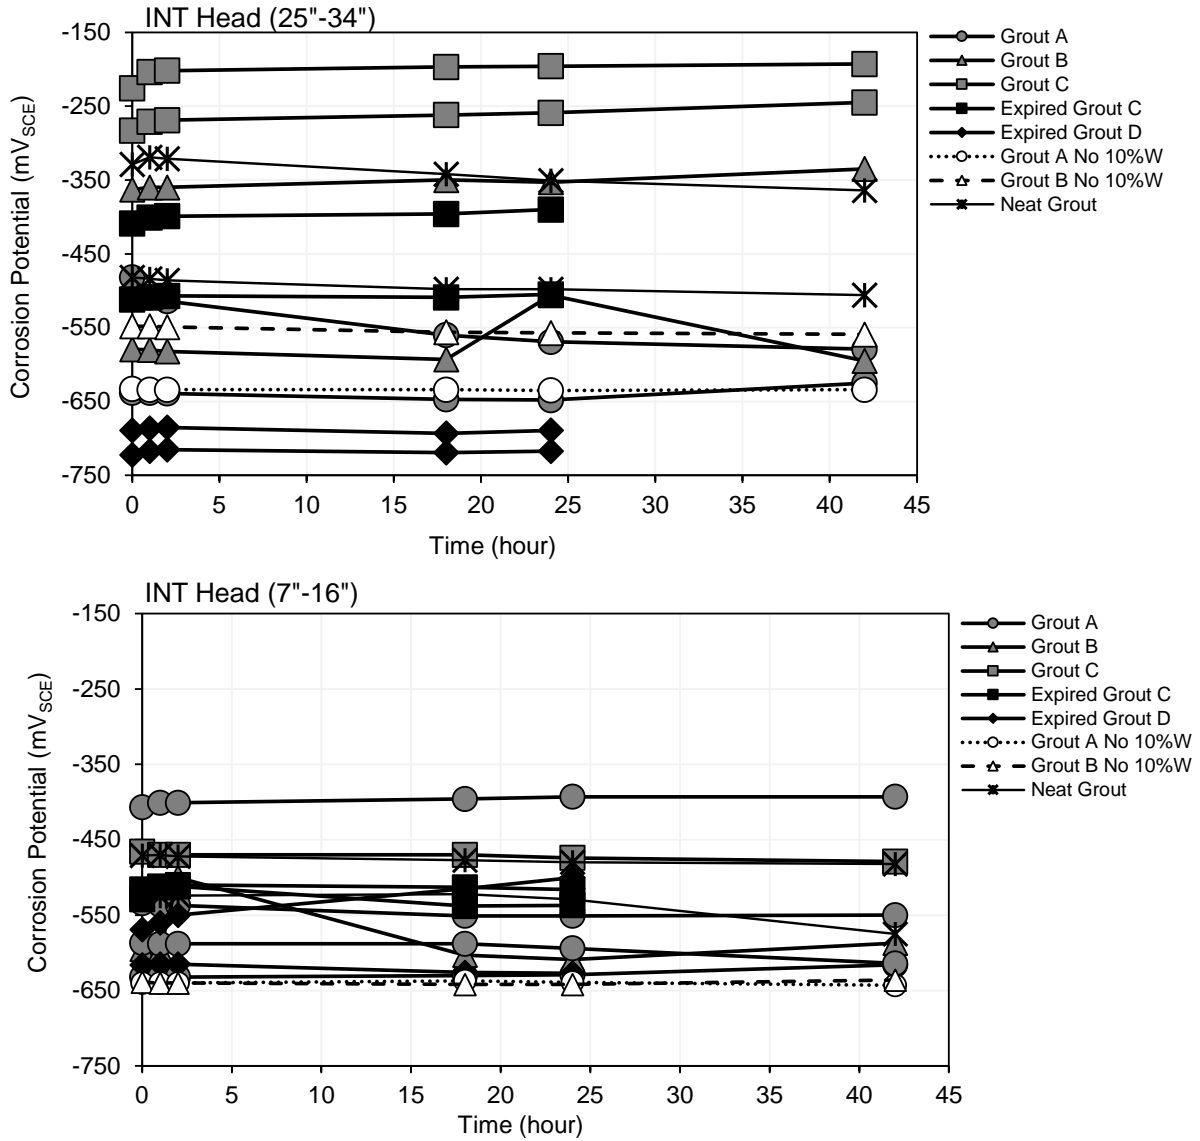 INT Head (25"-34")
-150
-250
-350
-450
-550
-650
-750
Corrosion Potential (mVSCE)
0 5 10 15 20 25 30 35 40 45
Time (hour)
Grout A
Grout B
Grout C
Expired Grout C
Expired Grout D
Grout A No 10%W
Grout B No 10%W
Neat Grout
INT Head (7"-16")
-150
-250
-350
-450
-550
-650
-750
Corrosion Potential (mVSCE)
0 5 10 15 20 25 30 35 40 45
Time (hour)
Grout A
Grout B
Grout C
Expired Grout C
Expired Grout D
Grout A No 10%W
Grout B No 10%W
Neat Grout